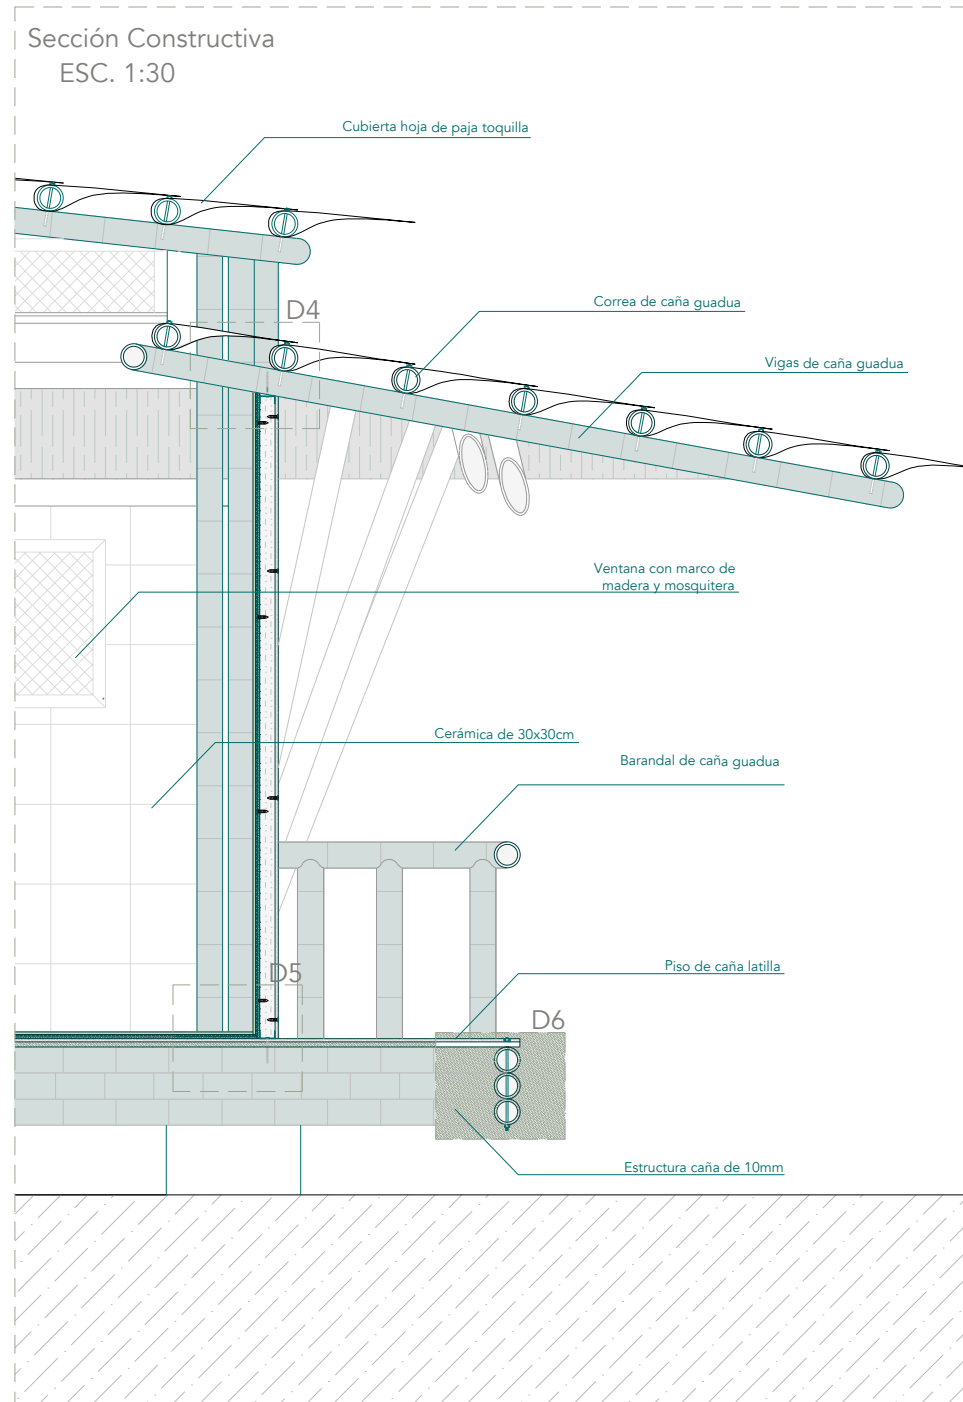 Sección Constructiva
ESC. 1:30
Cubierta hoja de paja toquilla
D4
Correa de caña guadua
Vigas de caña guadua
Ventana con marco de
madera y mosquitera
Cerámica de 30x30cm
Barandal de caña guadua
D5
Piso de caña latilla
D6
Estructura caña de 10mm